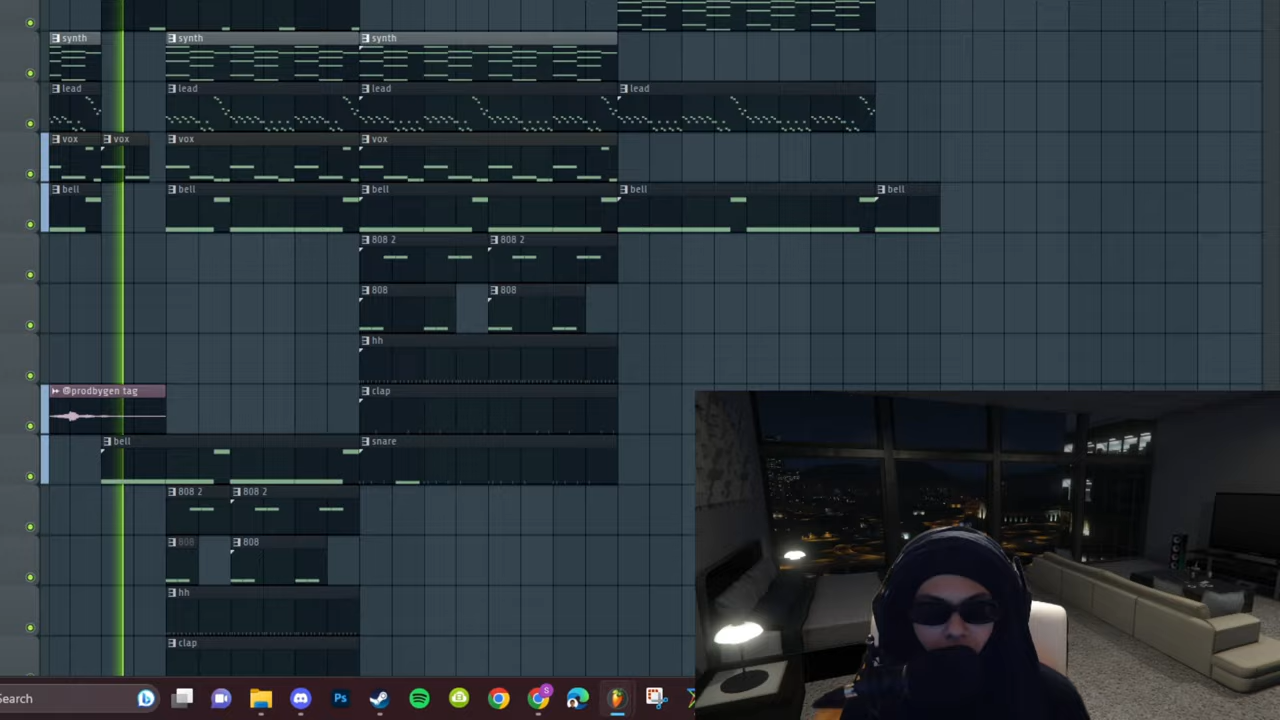 synth synth synth
lead lead lead lead
vox vox vox vox
bell bell bell bell bell
808 2 808 2
808 808
hh
@prodbygen tag clap
bell snare
808 2 808 2
808 808
hh
clap
Search
Ps
S